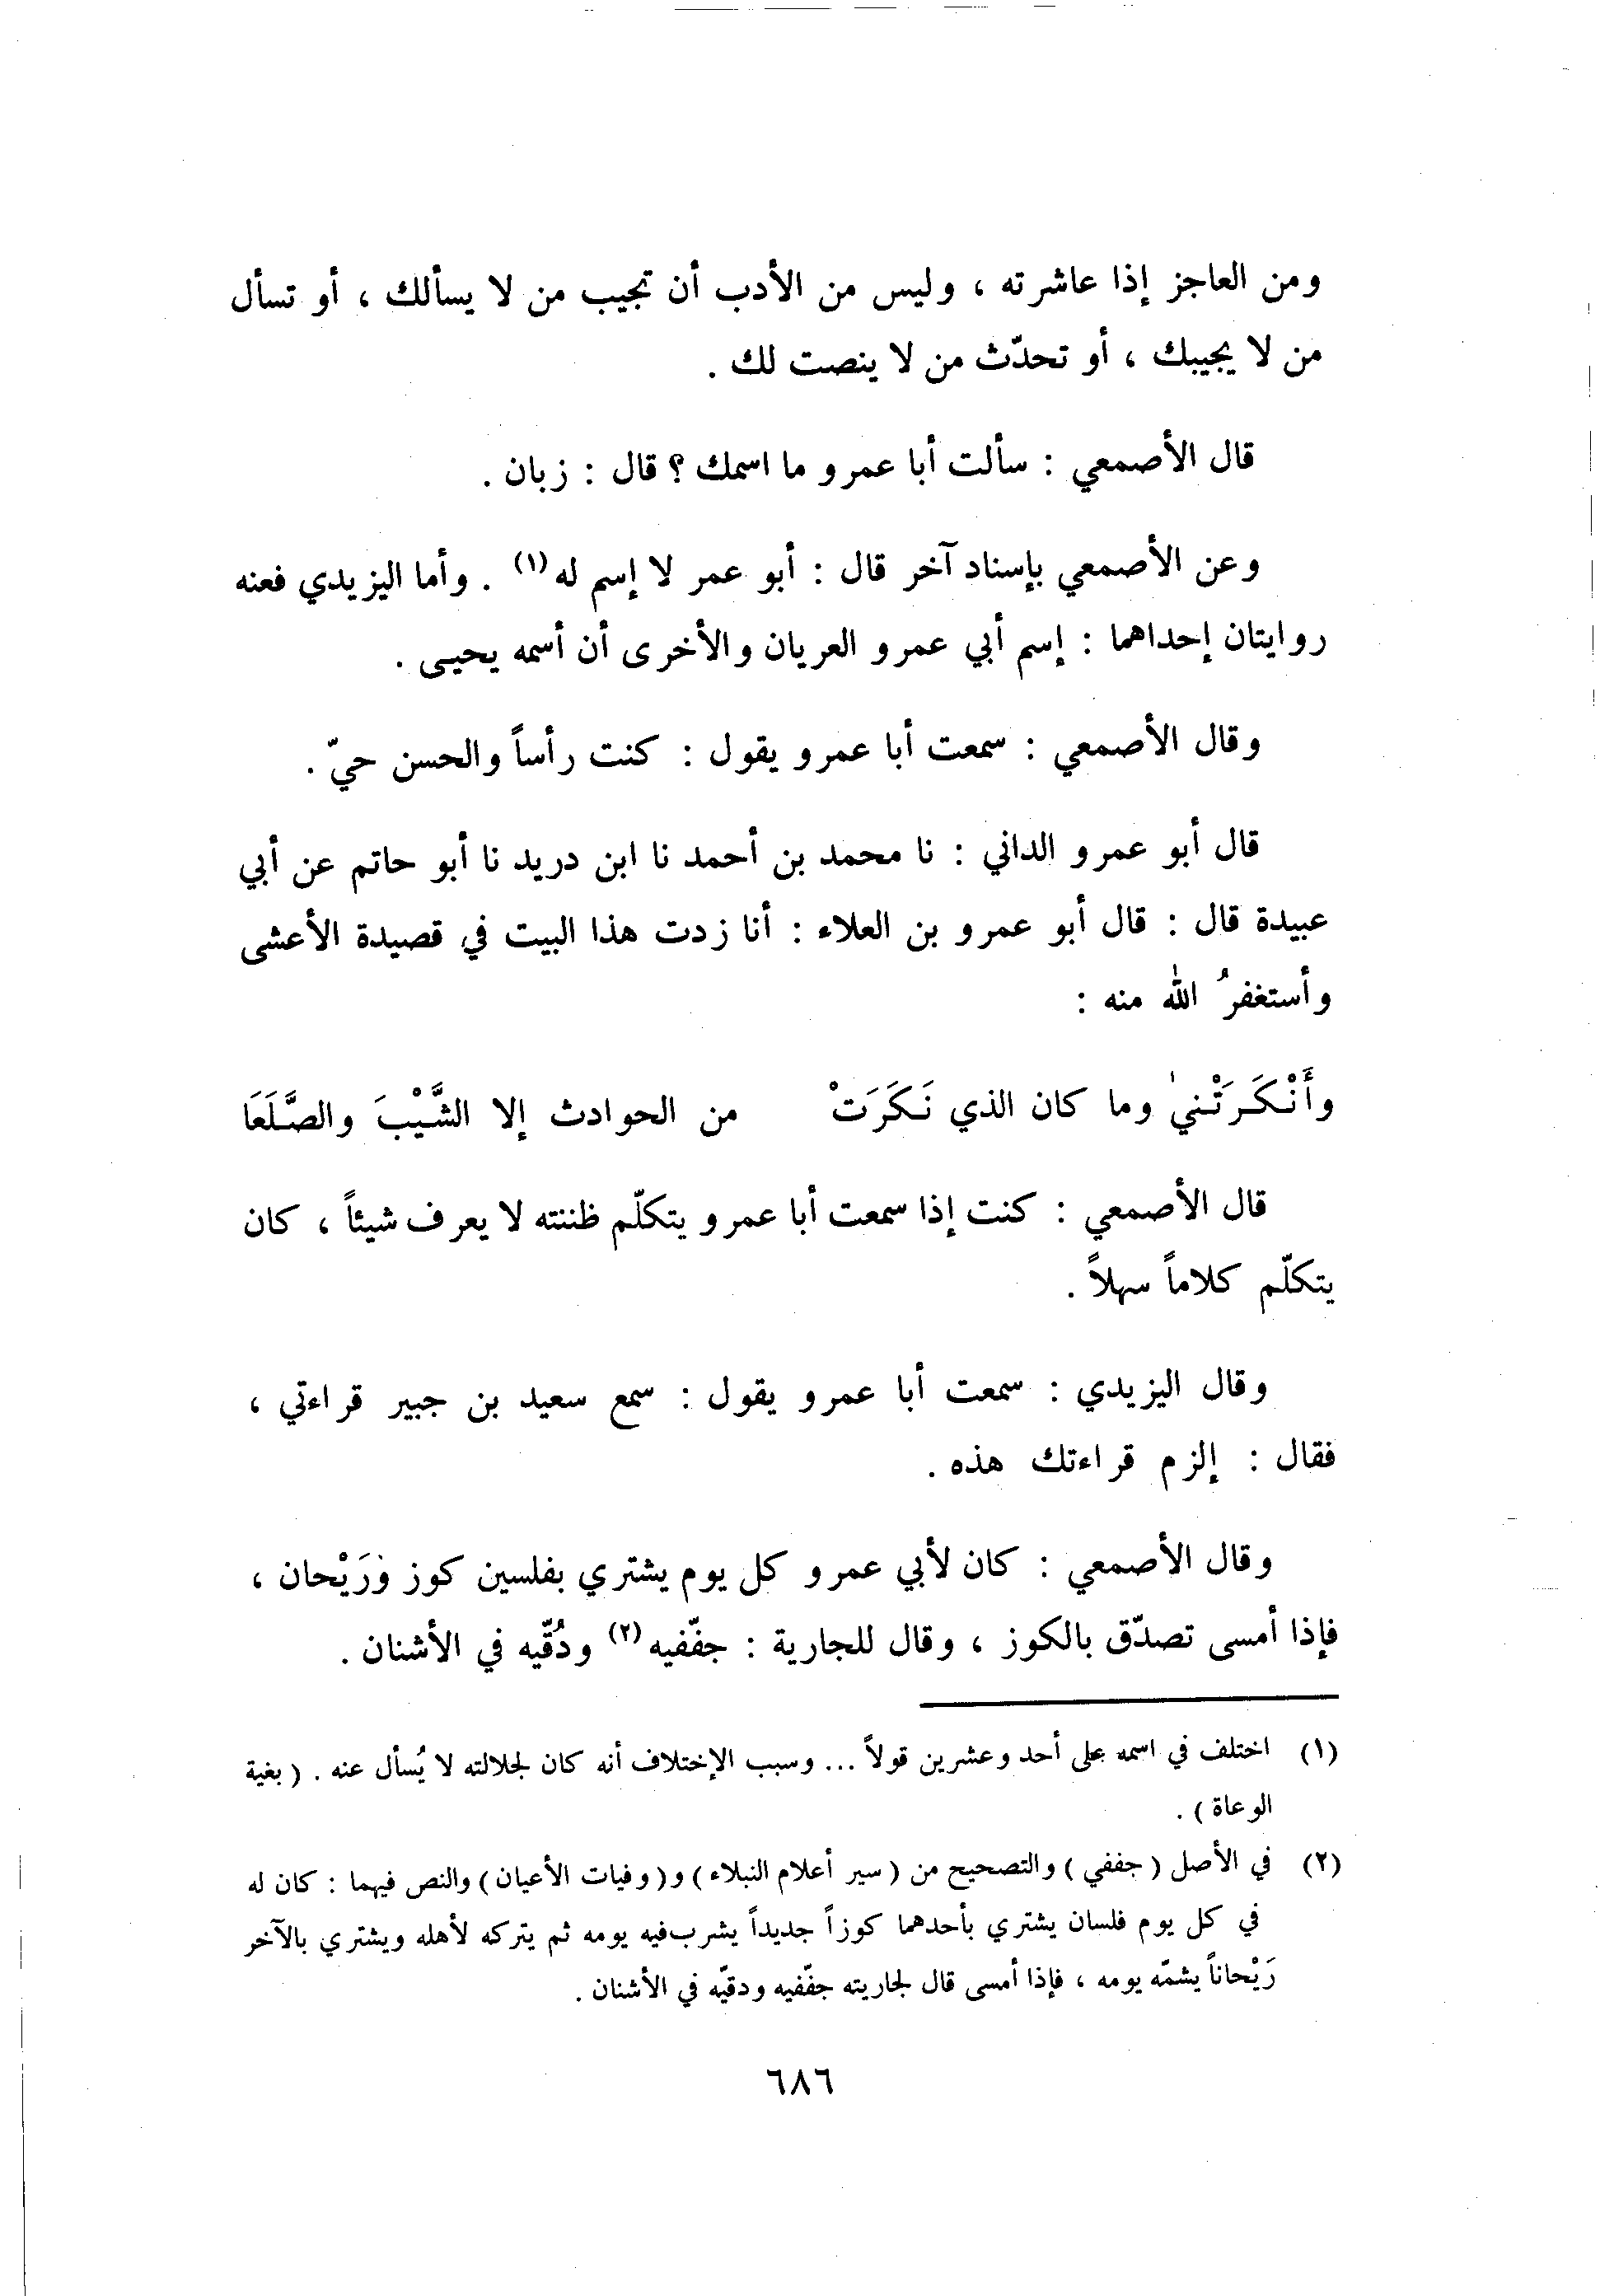 ومن العاجز إذا عاشرته ، وليس من الأدب أن تجيب من لا يسألك ، أو تسأل
من لا يجيبك ، أو تحدّث من لا ينصت لك .
قال الأصمعي : سألت أبا عمرو ما اسمك ؟ قال : زبان .
وعن الأصمعي بإسناد آخر قال : أبو عمر لا إسم له(١) . وأما اليزيدي فعنه
روايتان إحداهما : إسم أبي عمرو العريان والأخرى أن أسمه يحيى .
وقال الأصمعي : سمعت أبا عمرو يقول : كنت رأساً والحسن حيّ .
قال أبو عمرو الداني : نا محمد بن أحمد نا ابن دريد نا أبو حاتم عن أبي
عبيدة قال : قال أبو عمرو بن العلاء : أنا زدت هذا البيت في قصيدة الأعشى
وأستغفرُ الله منه :
وأَنْكَرَتْني وما كان الذي نَكَرَتْ من الحوادث إلا الشَّيْبَ والصَّلَعَا
قال الأصمعي : كنت إذا سمعت أبا عمرو يتكلّم ظننته لا يعرف شيئاً ، كان
يتكلّم كلاماً سهلاً .
وقال اليزيدي : سمعت أبا عمرو يقول : سمع سعيد بن جبير قراءتي ،
فقال : إلزم قراءتك هذه .
وقال الأصمعي : كان لأبي عمرو كل يوم يشتري بفلسين كوز وَرَيْحان ،
فإذا أمسى تصدّق بالكوز ، وقال للجارية : جفّفيه(٢) ودُقّيه في الأشنان .
(١) اختلف في اسمه على أحد وعشرين قولاً ... وسبب الإختلاف أنه كان لجلالته لا يُسأل عنه . ( بغية
الوعاة ) .
(٢) في الأصل ( جففي ) والتصحيح من ( سير أعلام النبلاء ) و( وفيات الأعيان ) والنص فيهما : كان له
في كل يوم فلسان يشتري بأحدهما كوزاً جديداً يشرب فيه يومه ثم يتركه لأهله ويشتري بالآخر
رَيْحاناً يشمّه يومه ، فإذا أمسى قال لجاريته جفّفيه ودقيّه في الأشنان .
٦٨٦